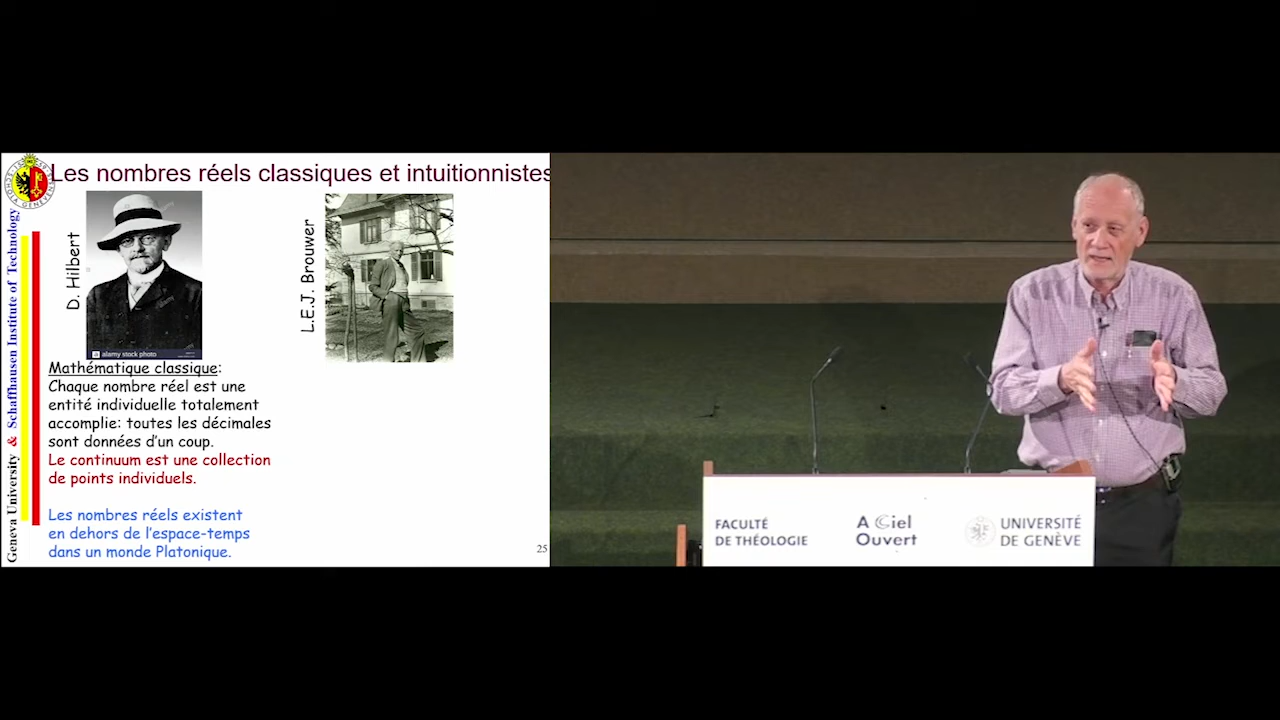 Les nombres réels classiques et intuitionnistes
D. Hilbert
L.E.J. Brouwer
alamy stock photo
Mathématique classique:
Chaque nombre réel est une
entité individuelle totalement
accomplie: toutes les décimales
sont données d'un coup.
Le continuum est une collection
de points individuels.
Les nombres réels existent
en dehors de l'espace-temps
dans un monde Platonique.
25
Geneva University & Schaffhausen Institute of Technology
FACULTÉ
DE THÉOLOGIE
A Ciel
Ouvert
UNIVERSITÉ
DE GENÈVE